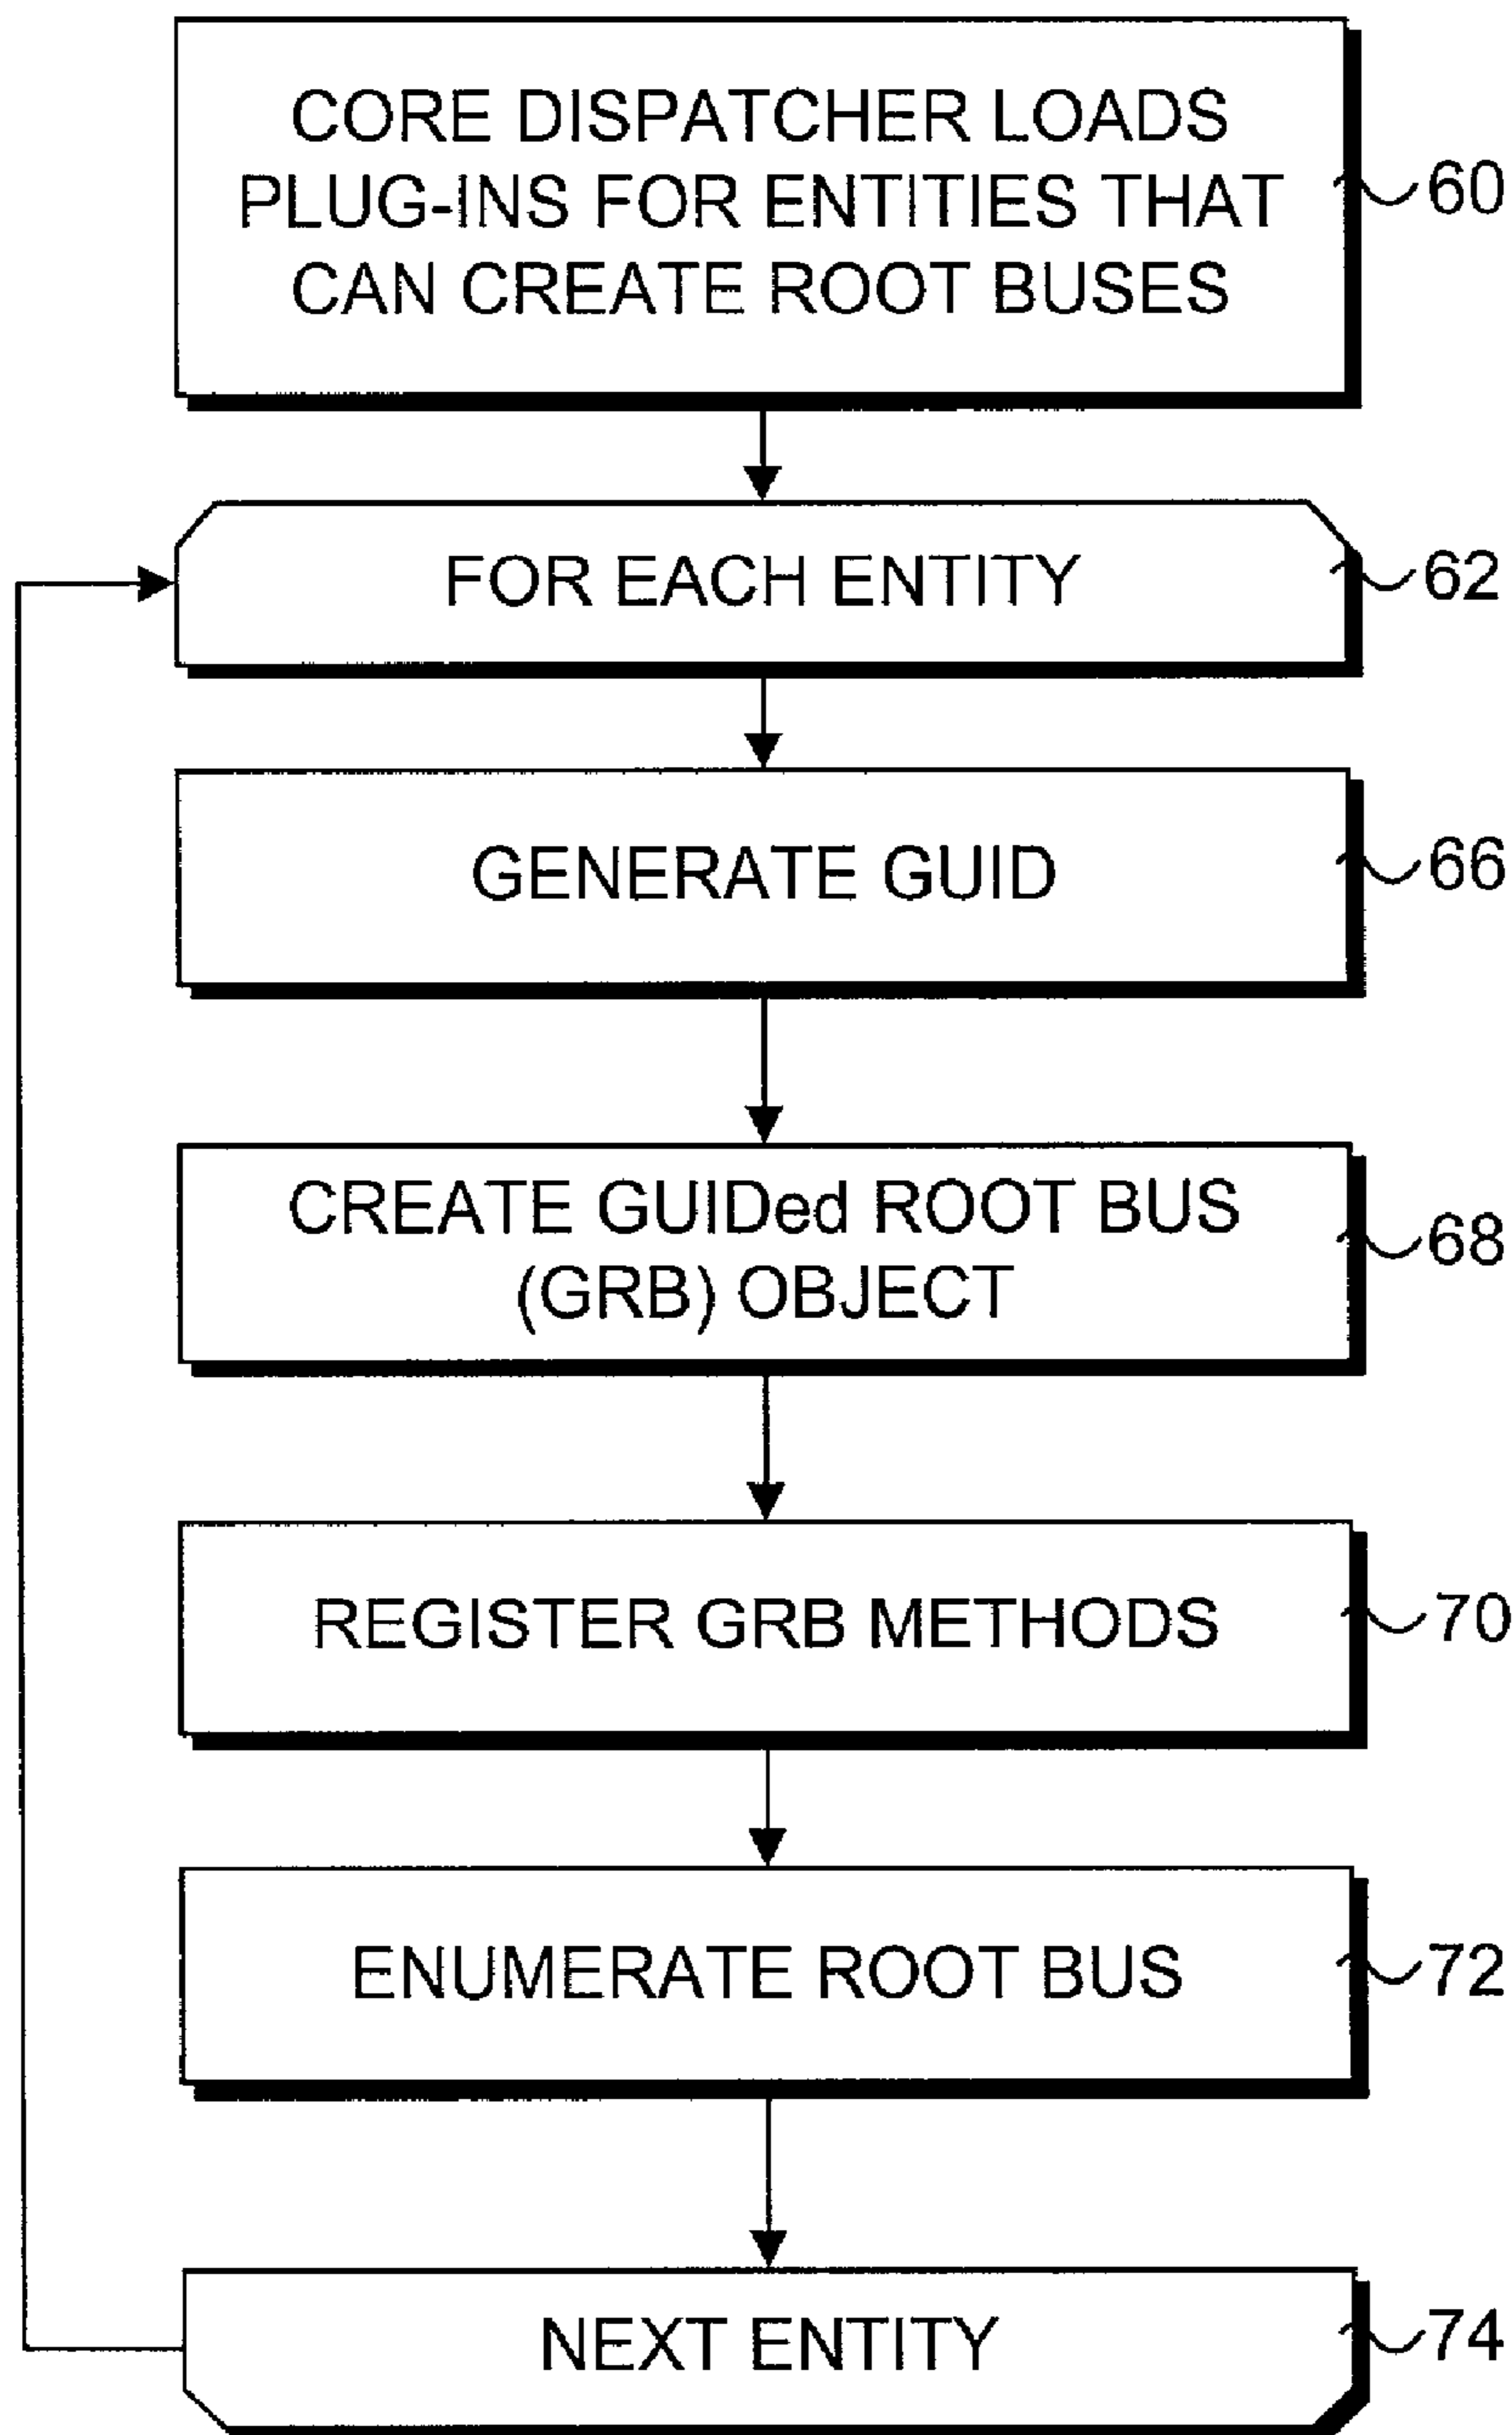 CORE DISPATCHER LOADS
PLUG-INS FOR ENTITIES THAT
CAN CREATE ROOT BUSES
60
FOR EACH ENTITY
62
GENERATE GUID
66
CREATE GUIDed ROOT BUS
(GRB) OBJECT
68
REGISTER GRB METHODS
70
ENUMERATE ROOT BUS
72
NEXT ENTITY
74